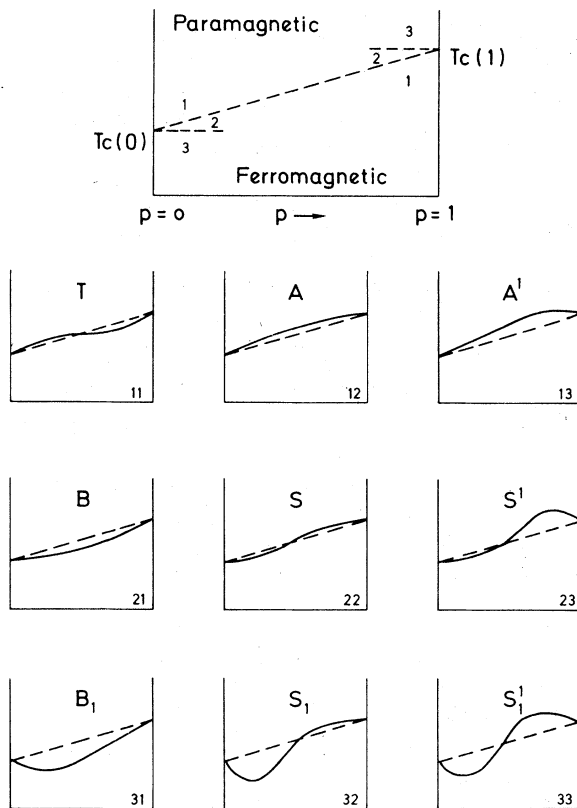 Paramagnetic
3
2
Tc(1)
1
1
2
Tc(0)
3
Ferromagnetic
p = o p → p = 1
T A A¹
11 12 13
B S S¹
21 22 23
B₁ S₁ S₁¹
31 32 33